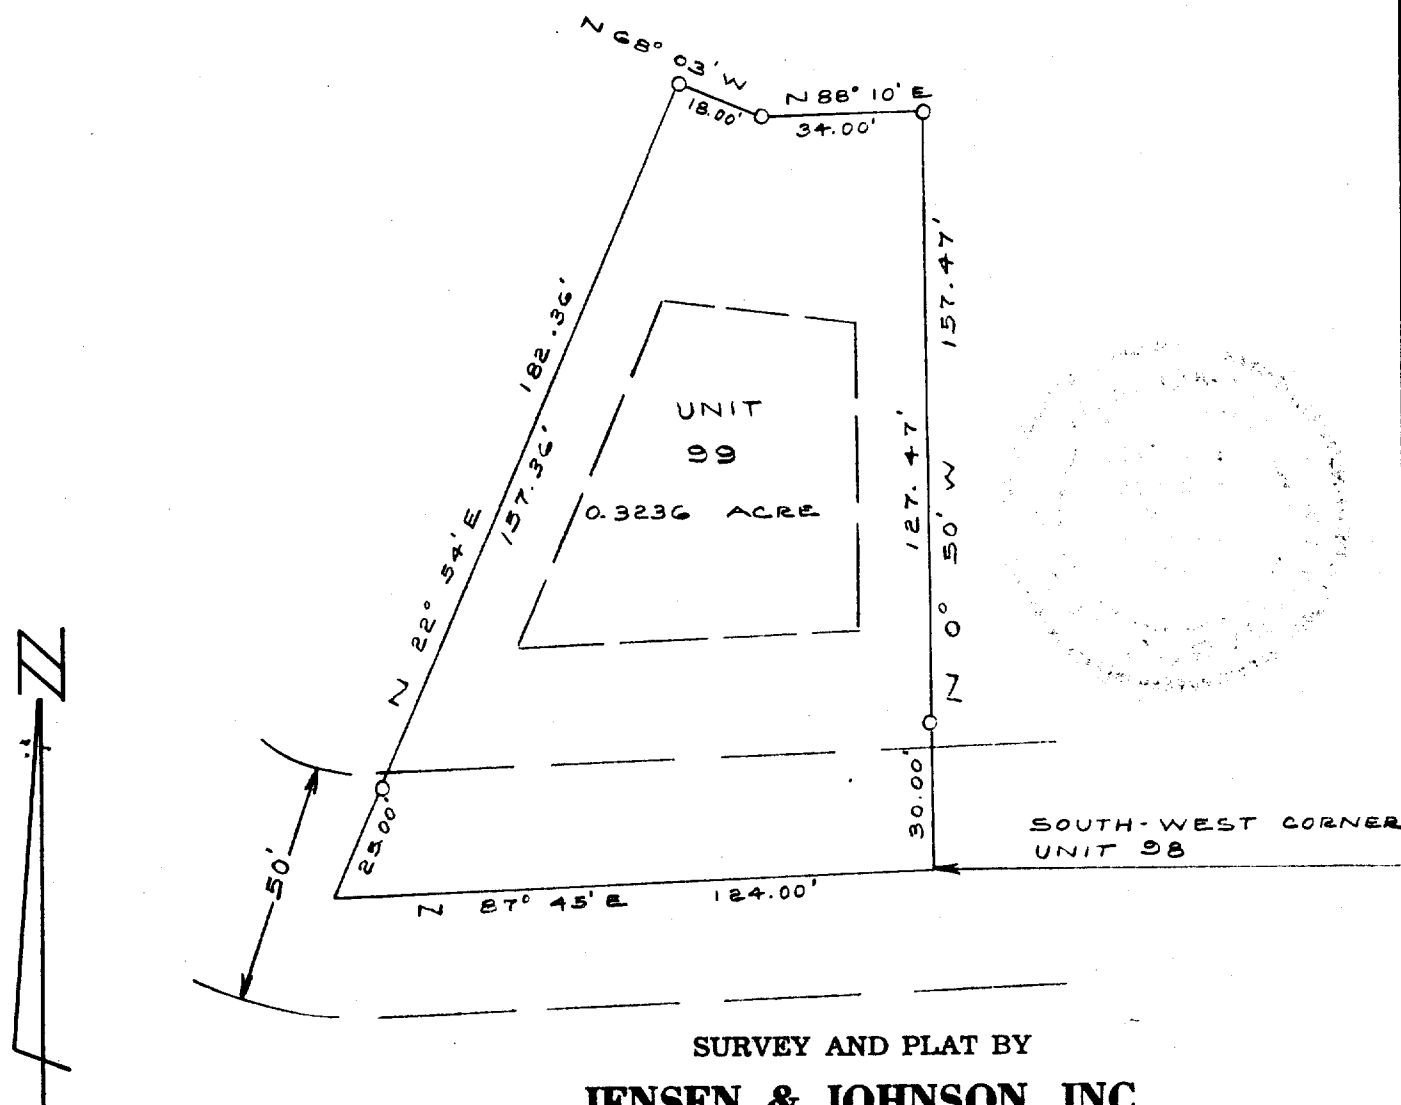 N 68° 03' W
18.00'
N 88° 10' E
34.00'
157.47'
182.36'
UNIT
99
0.3236 ACRE
127.47'
157.36'
N 0° 50' W
N 22° 54' E
N
30.00'
25.00'
50'
SOUTH-WEST CORNER
UNIT 98
N 87° 45' E 124.00'
SURVEY AND PLAT BY
JENSEN & JOHNSON, INC